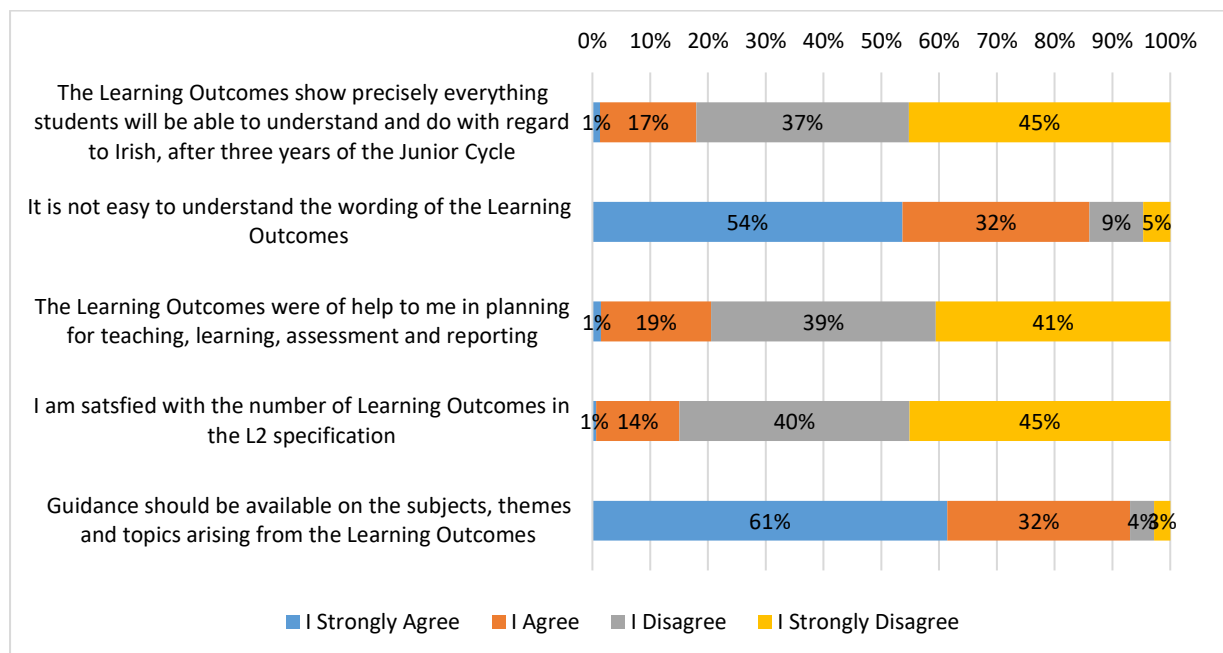 0% 10% 20% 30% 40% 50% 60% 70% 80% 90% 100%
The Learning Outcomes show precisely everything
students will be able to understand and do with regard
to Irish, after three years of the Junior Cycle
1% 17% 37% 45%
It is not easy to understand the wording of the Learning
Outcomes
54% 32% 9% 5%
The Learning Outcomes were of help to me in planning
for teaching, learning, assessment and reporting
1% 19% 39% 41%
I am satsfied with the number of Learning Outcomes in
the L2 specification
1% 14% 40% 45%
Guidance should be available on the subjects, themes
and topics arising from the Learning Outcomes
61% 32% 4% 3%
I Strongly Agree I Agree I Disagree I Strongly Disagree